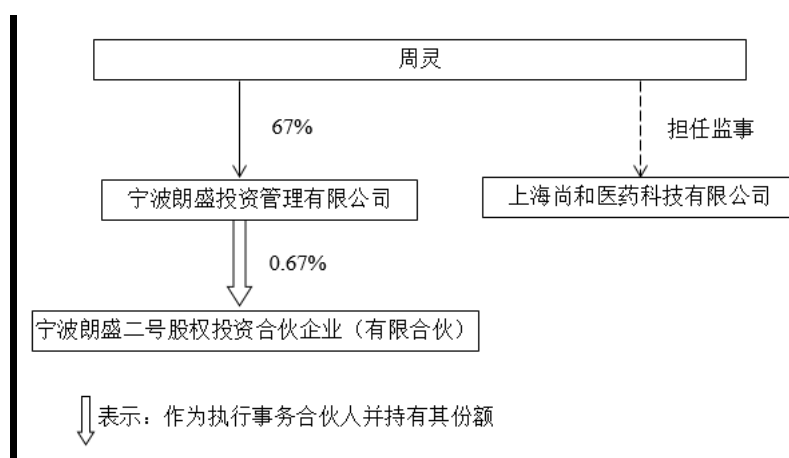 周灵
67%
担任监事
宁波朗盛投资管理有限公司
上海尚和医药科技有限公司
0.67%
宁波朗盛二号股权投资合伙企业（有限合伙）
表示：作为执行事务合伙人并持有其份额